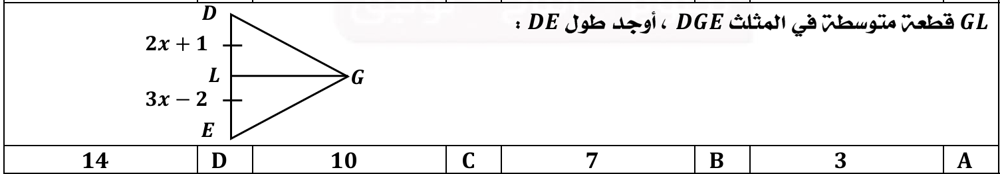 GL قطعة متوسطة في المثلث DGE ، أوجد طول DE :
D
2x + 1
L
G
3x − 2
E
A 3 B 7 C 10 D 14